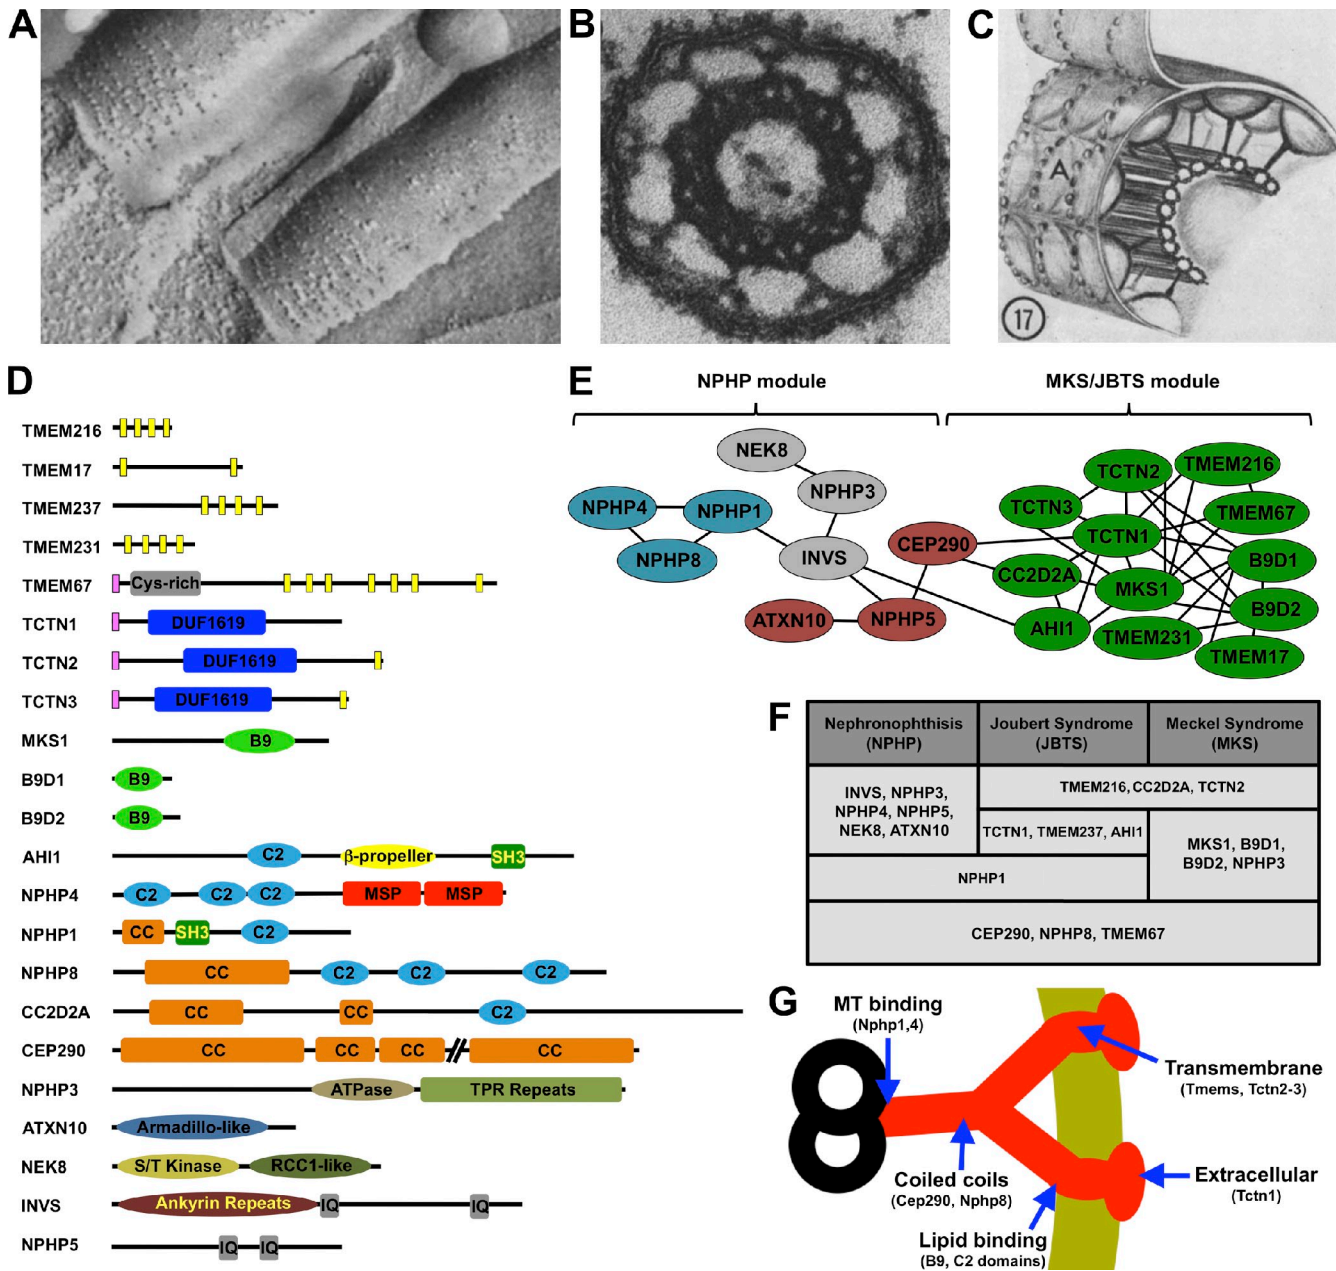 A
B
C
A
17
D
TMEM216
TMEM17
TMEM237
TMEM231
TMEM67
Cys-rich
TCTN1
DUF1619
TCTN2
DUF1619
TCTN3
DUF1619
MKS1
B9
B9D1
B9
B9D2
B9
AHI1
C2
β-propeller
SH3
NPHP4
C2
C2
C2
MSP
MSP
NPHP1
CC
SH3
C2
NPHP8
CC
C2
C2
C2
CC2D2A
CC
CC
C2
CEP290
CC
CC
CC
CC
NPHP3
ATPase
TPR Repeats
ATXN10
Armadillo-like
NEK8
S/T Kinase
RCC1-like
INVS
Ankyrin Repeats
IQ
IQ
NPHP5
IQ
IQ
E
NPHP module
MKS/JBTS module
NEK8
NPHP3
NPHP4
NPHP1
NPHP8
INVS
CEP290
ATXN10
NPHP5
TCTN2
TMEM216
TCTN3
TMEM67
TCTN1
B9D1
CC2D2A
MKS1
B9D2
AHI1
TMEM231
TMEM17
F
Nephronophthisis
(NPHP)
Joubert Syndrome
(JBTS)
Meckel Syndrome
(MKS)
INVS, NPHP3,
NPHP4, NPHP5,
NEK8, ATXN10
TMEM216,CC2D2A, TCTN2
TCTN1, TMEM237, AHI1
MKS1, B9D1,
B9D2, NPHP3
NPHP1
CEP290, NPHP8, TMEM67
G
MT binding
(Nphp1,4)
Transmembrane
(Tmems, Tctn2-3)
Coiled coils
(Cep290, Nphp8)
Extracellular
(Tctn1)
Lipid binding
(B9, C2 domains)